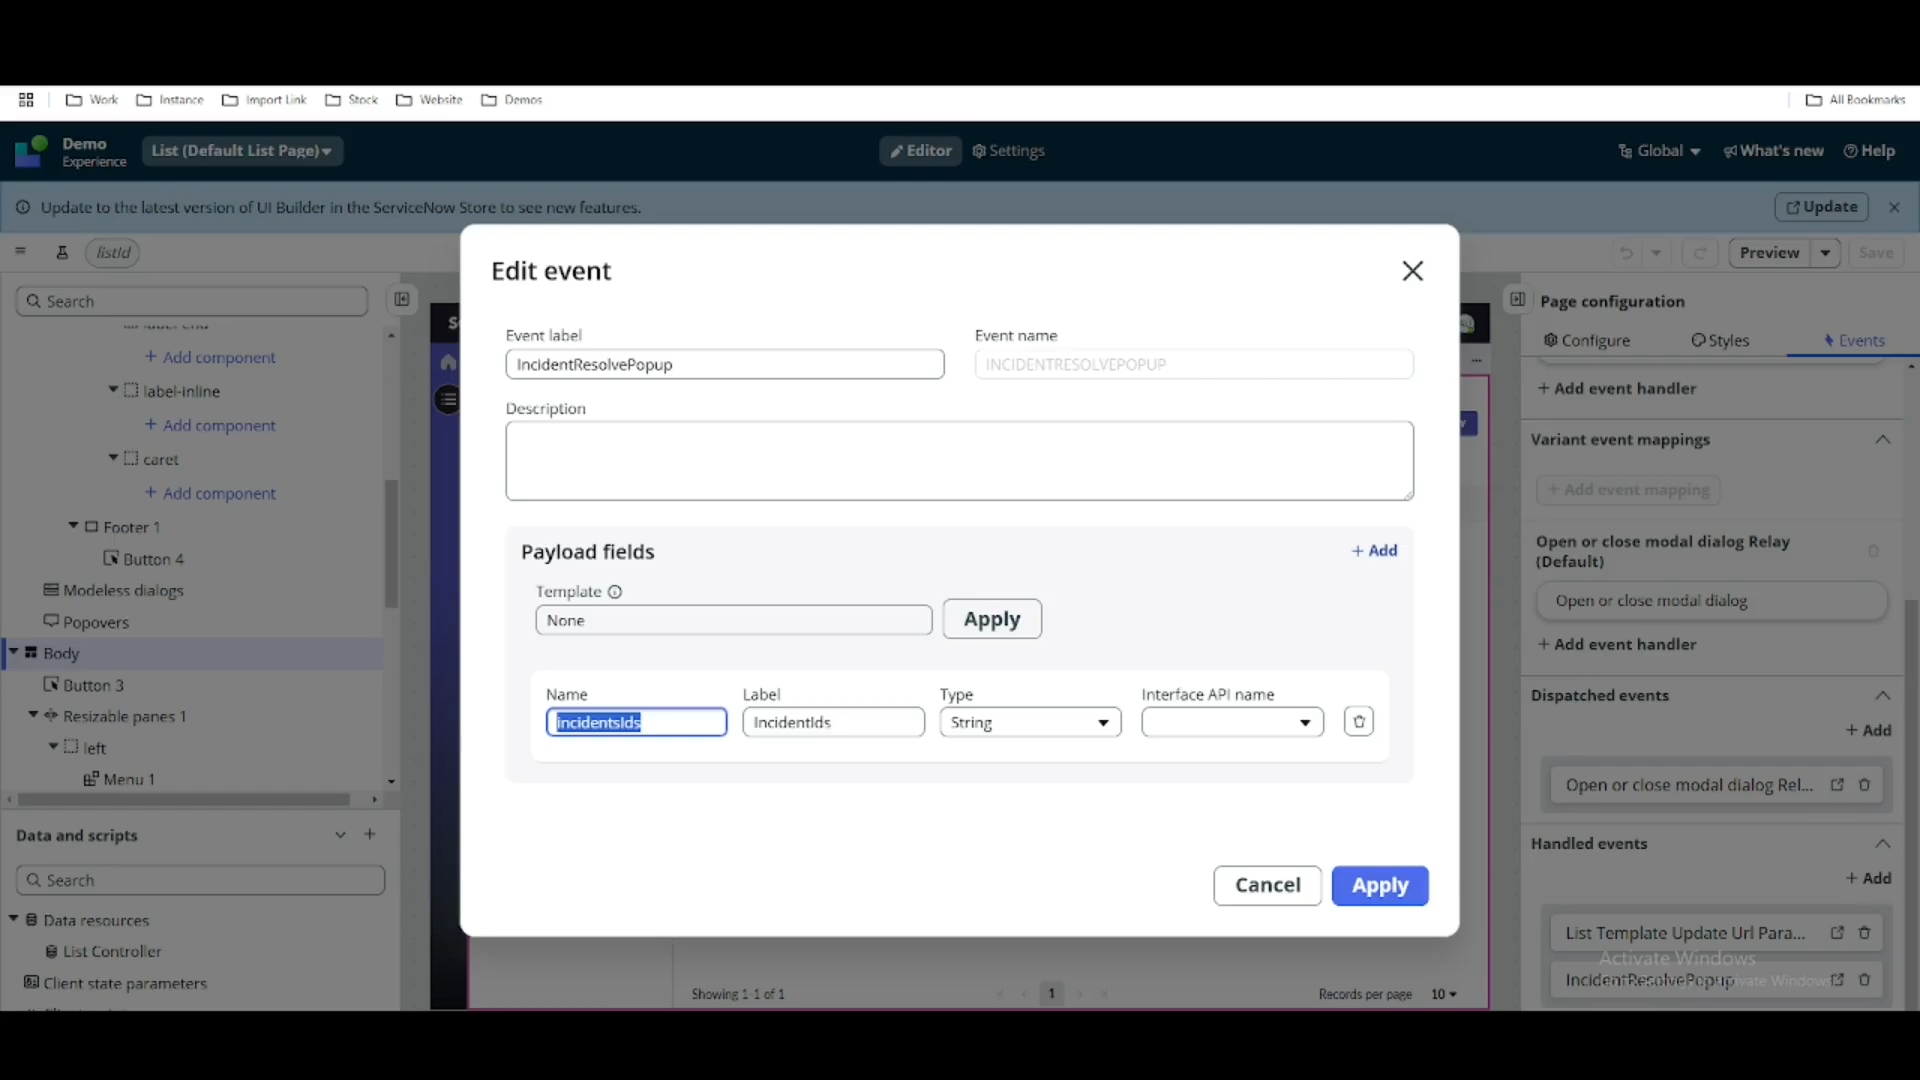 Work
Instance
Import Link
Stock
Website
Demos
All Bookmarks
Demo
Experience
List (Default List Page)
Editor
Settings
Global
What's new
Help
Update to the latest version of UI Builder in the ServiceNow Store to see new features.
Update
listId
Preview
Save
Search
+ Add component
label-inline
+ Add component
caret
+ Add component
Footer 1
Button 4
Modeless dialogs
Popovers
Body
Button 3
Resizable panes 1
left
Menu 1
Data and scripts
Search
Data resources
List Controller
Client state parameters
Edit event
Event label
Event name
IncidentResolvePopup
INCIDENTRESOLVEPOPUP
Description
Payload fields
+ Add
Template
None
Apply
Name
Label
Type
Interface API name
incidentsIds
IncidentIds
String
Cancel
Apply
Showing 1-1 of 1
1
Records per page
10
Page configuration
Configure
Styles
Events
+ Add event handler
Variant event mappings
+ Add event mapping
Open or close modal dialog Relay
(Default)
Open or close modal dialog
+ Add event handler
Dispatched events
+ Add
Open or close modal dialog Rel...
Handled events
+ Add
List Template Update Url Para...
Activate Windows
IncidentResolvePopup